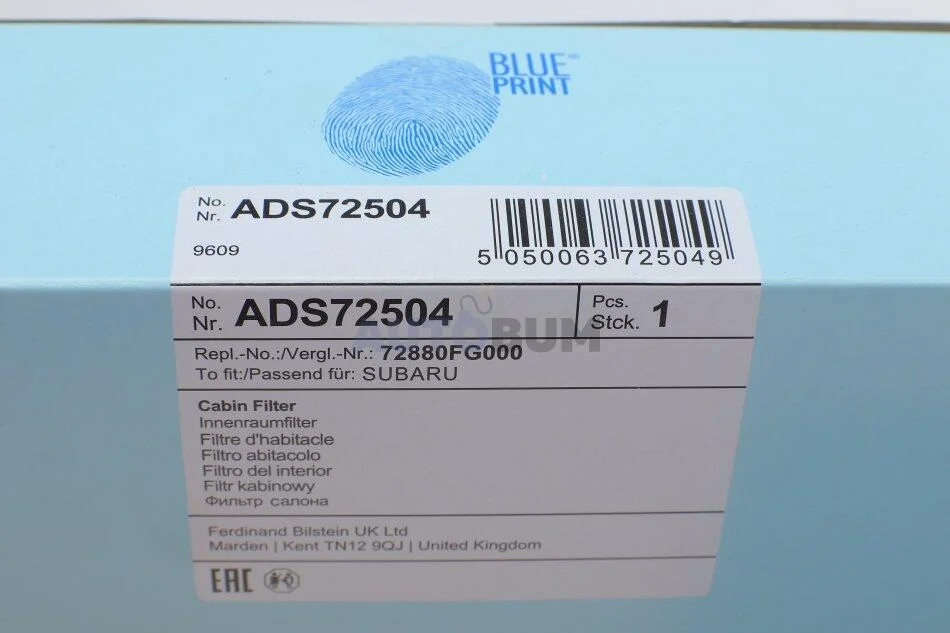 BLUE
PRINT
No.
Nr. ADS72504
9609
5 050063 725049
No.
Nr. ADS72504
Pcs.
Stck. 1
AUTOBUM
Repl.-No.:/Vergl.-Nr.: 72880FG000
To fit:/Passend für: SUBARU
Cabin Filter
Innenraumfilter
Filtre d'habitacle
Filtro abitacolo
Filtro del interior
Filtr kabinowy
Фильтр салона
Ferdinand Bilstein UK Ltd
Marden | Kent TN12 9QJ | United Kingdom
EAC